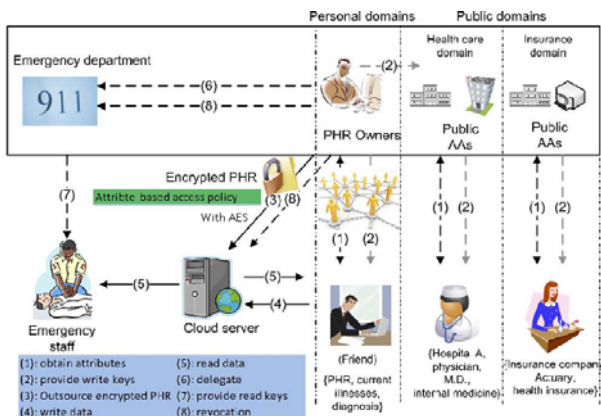 Personal domains
Public domains
Emergency department
911
(6)
(8)
(2)
PHR Owners
Health care
domain
Insurance
domain
Public
AAs
Public
AAs
Encrypted PHR
Attribte_based access policy
(3)
(8)
With AES
(7)
(1)
(2)
(1)
(2)
(1)
(2)
(5)
(5)
(4)
Emergency
staff
Cloud server
(Friend)
{PHR, current
illnesses,
diagnosis}
{Hospital A,
physician,
M.D.,
internal medicine}
{Insurance compan
Actuary,
health insurance}
(1): obtain attributes
(2): provide write keys
(3): Outsource encrypted PHR
(4): write data
(5): read data
(6): delegate
(7): provide read keys
(8): revocation